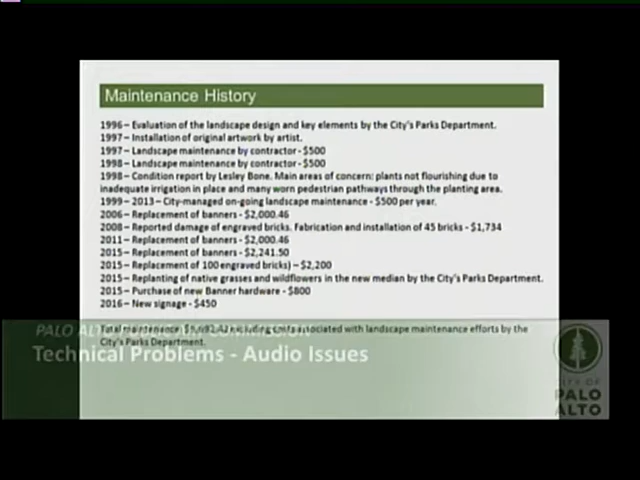 Maintenance History
1996 – Evaluation of the landscape design and key elements by the City's Parks Department.
1997 – Installation of original artwork by artist.
1997 – Landscape maintenance by contractor - $500
1998 – Landscape maintenance by contractor - $500
1998 – Condition report by Lesley Bone. Main areas of concern: plants not flourishing due to
inadequate irrigation in place and many worn pedestrian pathways through the planting area.
1999 – 2013 – City-managed on-going landscape maintenance - $500 per year.
2006 – Replacement of banners - $2,000.46
2008 – Reported damage of engraved bricks. Fabrication and installation of 45 bricks - $1,734
2011 – Replacement of banners - $2,000.46
2015 – Replacement of banners - $2,241.50
2015 – Replacement of 100 engraved bricks) – $2,200
2015 – Replanting of native grasses and wildflowers in the new median by the City's Parks Department.
2015 – Purchase of new Banner hardware - $800
2016 – New signage - $450
Total maintenance: associated with landscape maintenance efforts by the
City's Parks Department.
PALO ALTO COMMISSION
Technical Problems - Audio Issues
CITY OF
PALO
ALTO